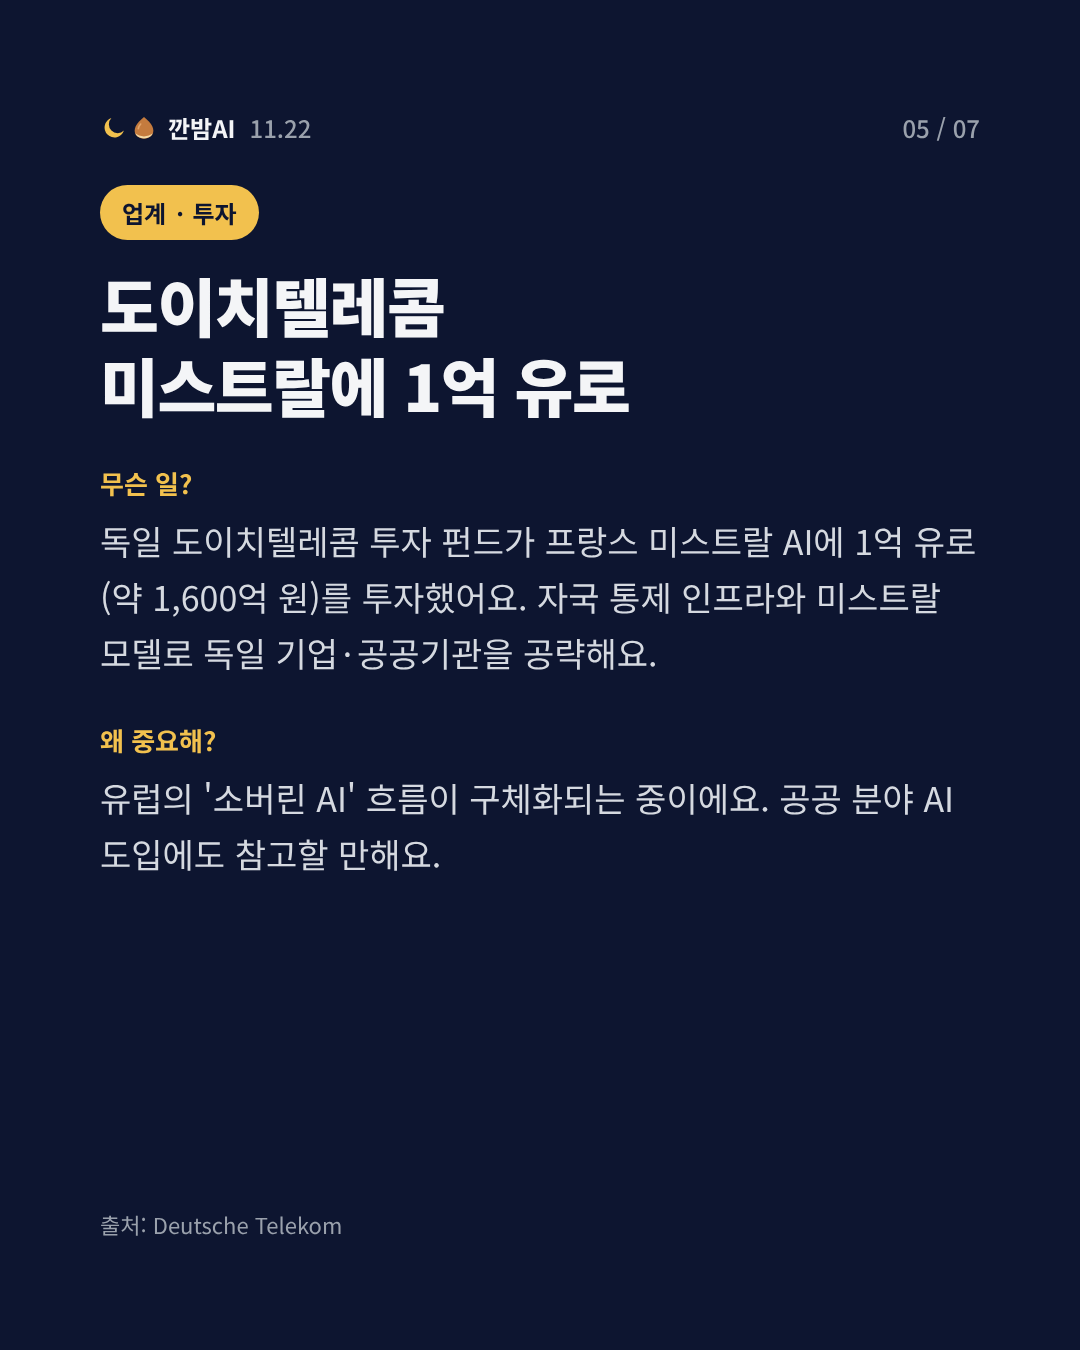 깐밤AI 11.22
05 / 07
업계 · 투자
도이치텔레콤
미스트랄에 1억 유로
무슨 일?
독일 도이치텔레콤 투자 펀드가 프랑스 미스트랄 AI에 1억 유로
(약 1,600억 원)를 투자했어요. 자국 통제 인프라와 미스트랄
모델로 독일 기업·공공기관을 공략해요.
왜 중요해?
유럽의 '소버린 AI' 흐름이 구체화되는 중이에요. 공공 분야 AI
도입에도 참고할 만해요.
출처: Deutsche Telekom